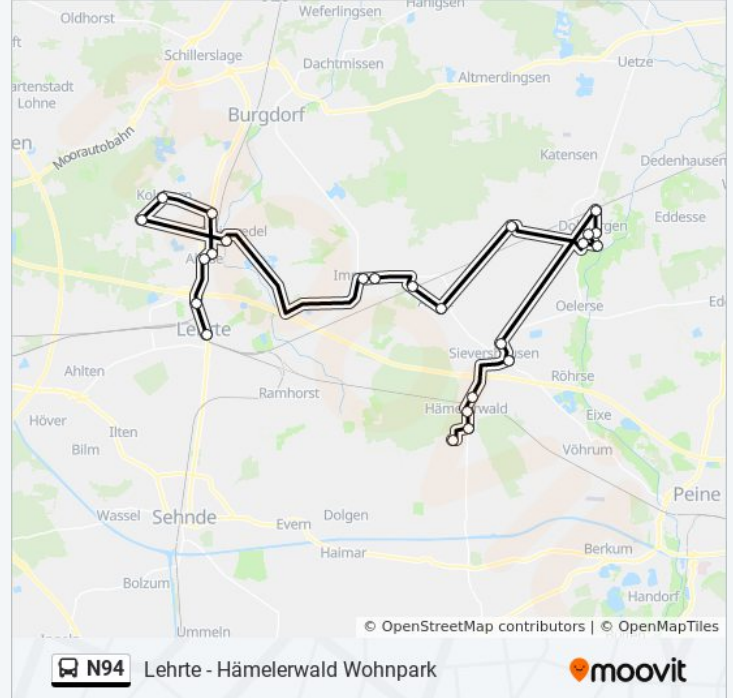 Oldhorst
Weferlingsen
Hänigsen
Schillerslage
Dachtmissen
Uetze
Altmerdingsen
Lohne
Burgdorf
Moorautobahn
Katensen
Dedenhausen
Eddesse
Oelerse
Lehrte
Sievershausen
Ahlten
Röhrse
Ramhorst
Hämelerwald
Eixe
Höver
Ilten
Bilm
Vöhrum
Peine
Wassel
Sehnde
Dolgen
Evern
Haimar
Berkum
Bolzum
Handorf
Ummeln
© OpenStreetMap contributors | © OpenMapTiles
N94 Lehrte - Hämelerwald Wohnpark
moovit